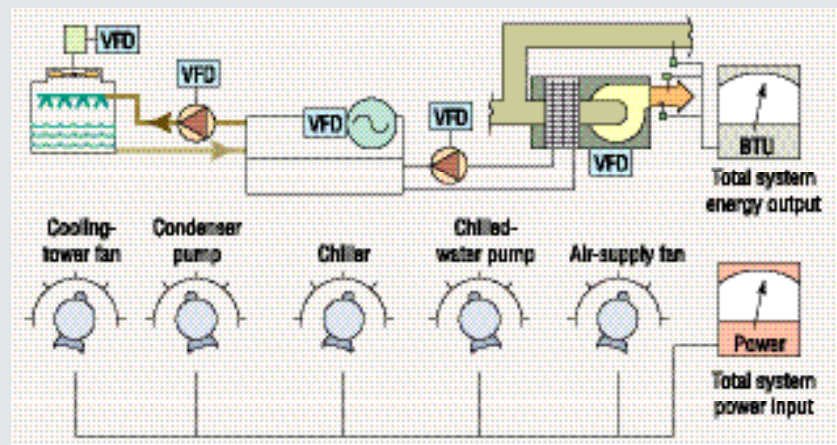 VFD
VFD
VFD
VFD
VFD
BTU
Total system
energy output
Cooling-
tower fan
Condenser
pump
Chiller
Chilled-
water pump
Air-supply fan
Power
Total system
power input